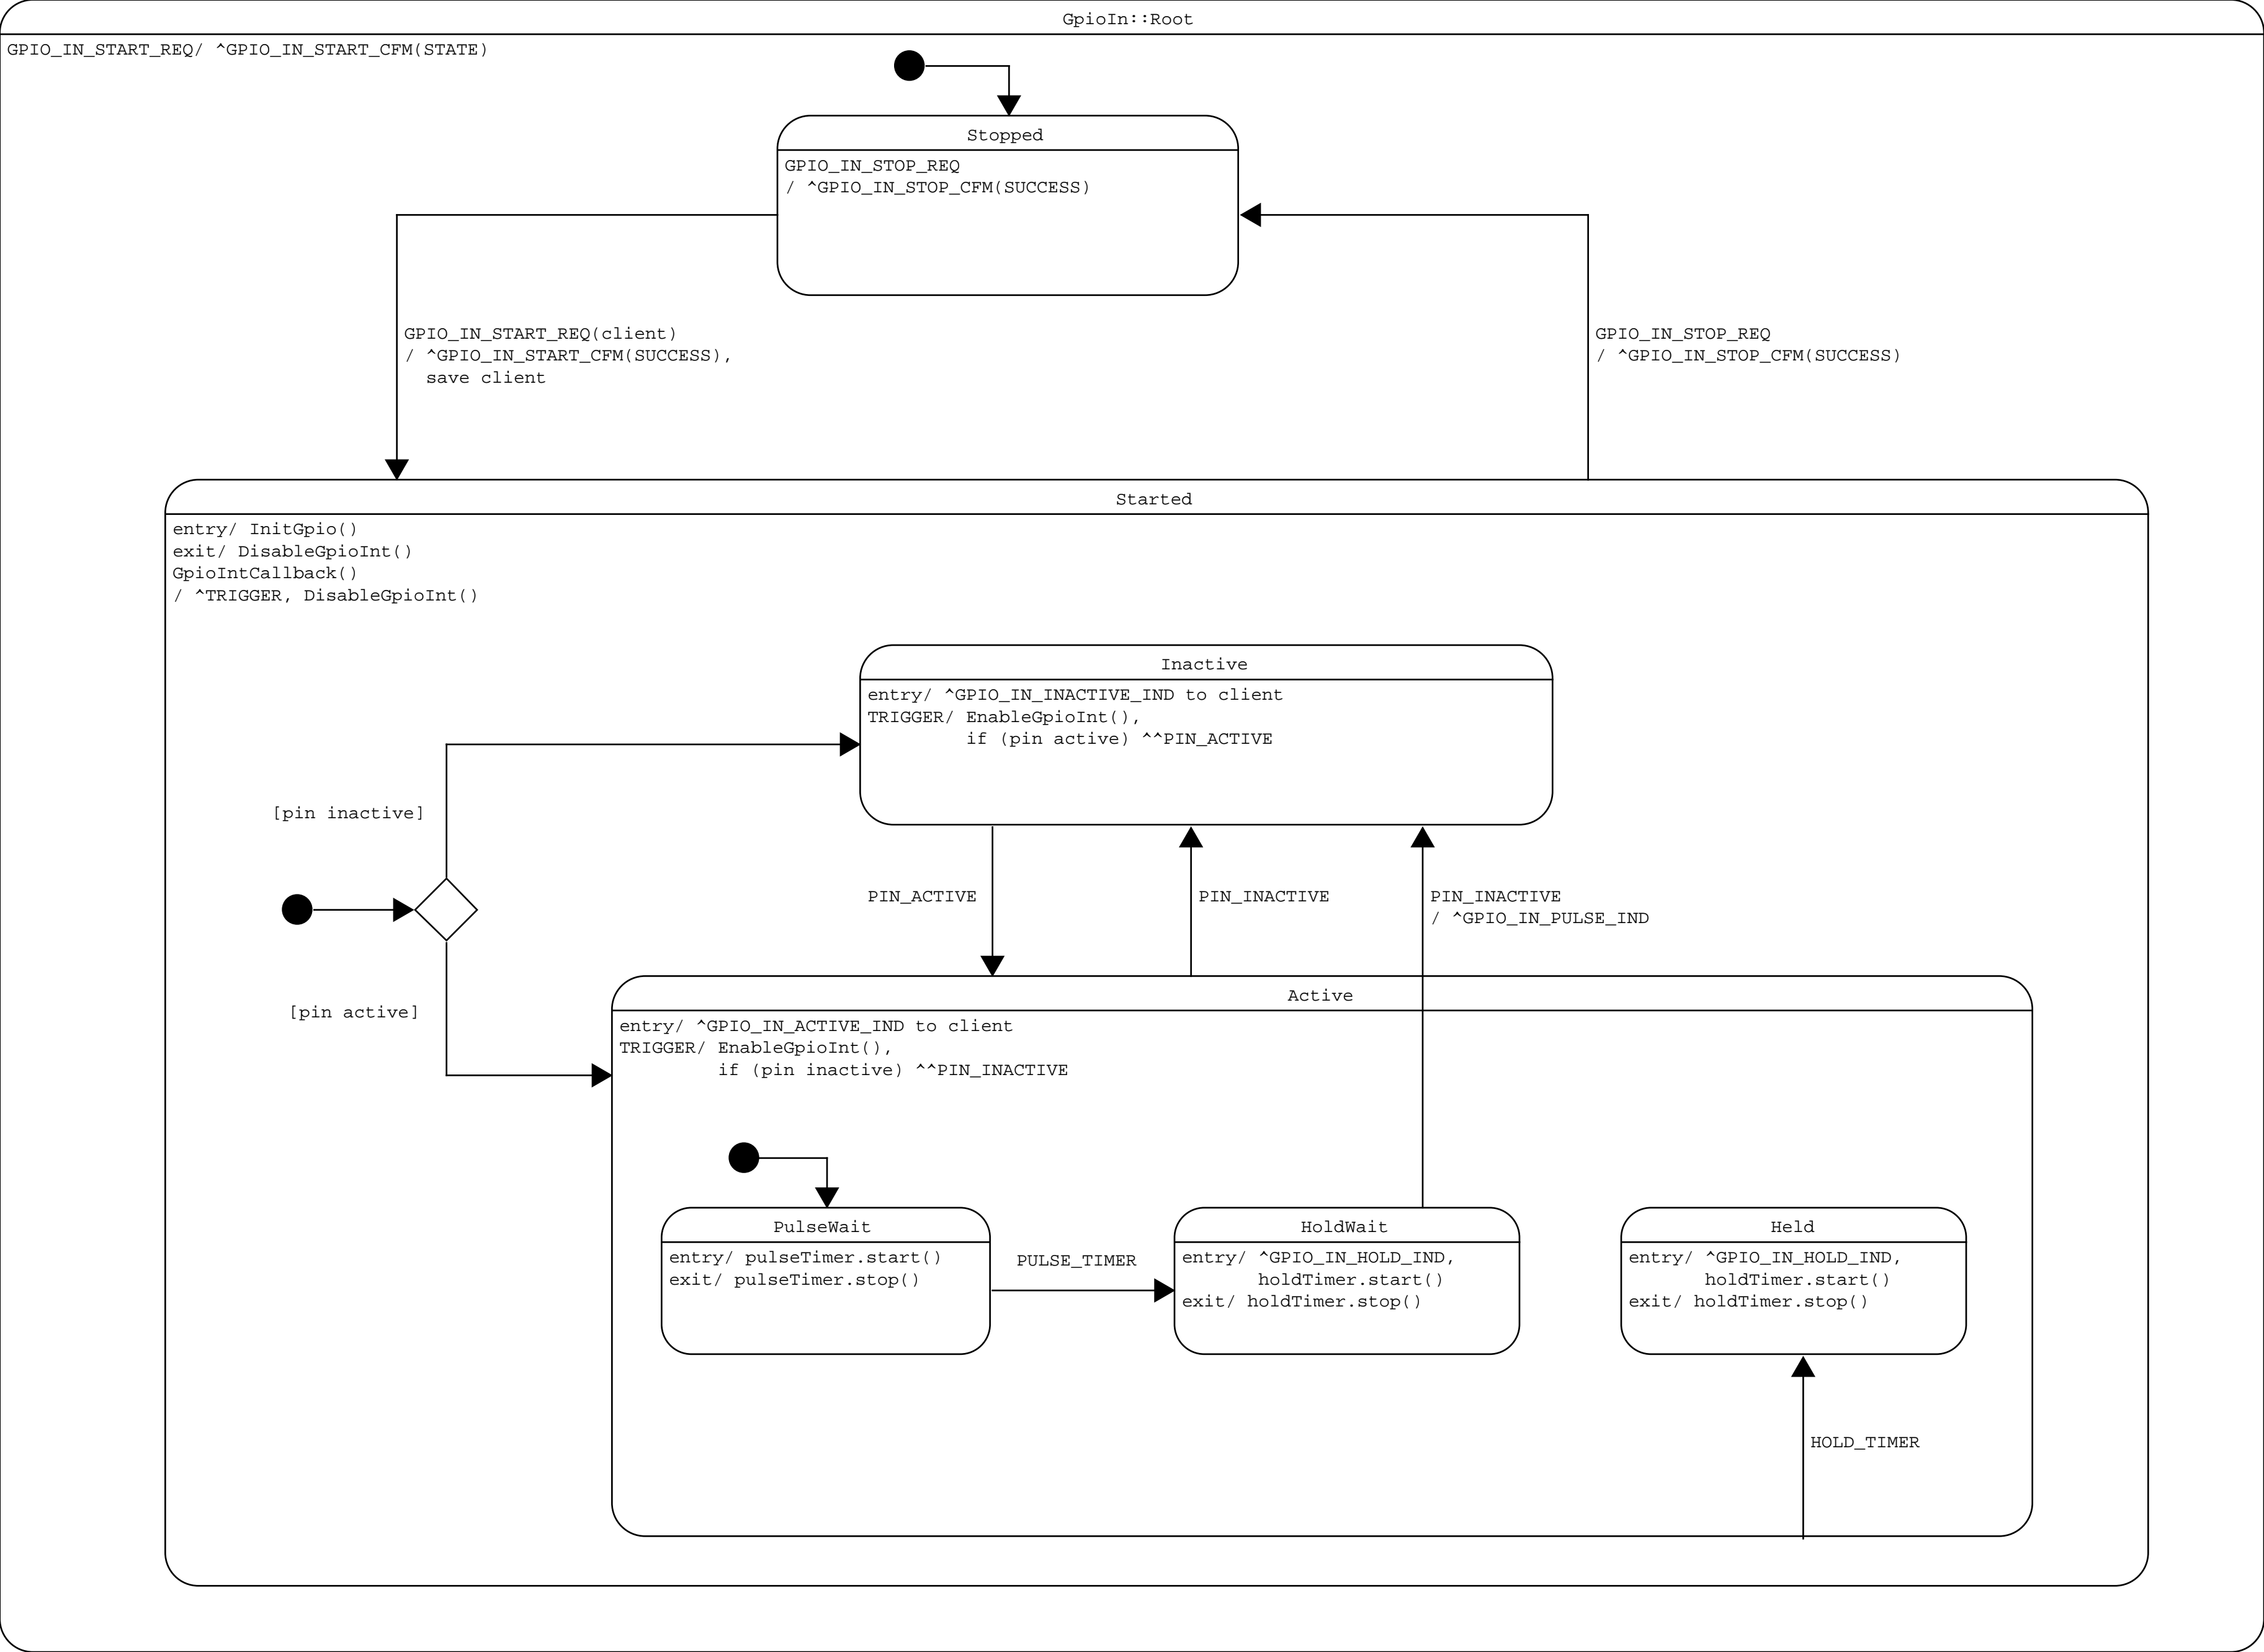 GpioIn::Root
GPIO_IN_START_REQ/ ^GPIO_IN_START_CFM(STATE)
Stopped
GPIO_IN_STOP_REQ
/ ^GPIO_IN_STOP_CFM(SUCCESS)
GPIO_IN_START_REQ(client)
/ ^GPIO_IN_START_CFM(SUCCESS),
save client
GPIO_IN_STOP_REQ
/ ^GPIO_IN_STOP_CFM(SUCCESS)
Started
entry/ InitGpio()
exit/ DisableGpioInt()
GpioIntCallback()
/ ^TRIGGER, DisableGpioInt()
Inactive
entry/ ^GPIO_IN_INACTIVE_IND to client
TRIGGER/ EnableGpioInt(),
if (pin active) ^^PIN_ACTIVE
[pin inactive]
PIN_ACTIVE
PIN_INACTIVE
PIN_INACTIVE
/ ^GPIO_IN_PULSE_IND
[pin active]
Active
entry/ ^GPIO_IN_ACTIVE_IND to client
TRIGGER/ EnableGpioInt(),
if (pin inactive) ^^PIN_INACTIVE
PulseWait
entry/ pulseTimer.start()
exit/ pulseTimer.stop()
PULSE_TIMER
HoldWait
entry/ ^GPIO_IN_HOLD_IND,
holdTimer.start()
exit/ holdTimer.stop()
Held
entry/ ^GPIO_IN_HOLD_IND,
holdTimer.start()
exit/ holdTimer.stop()
HOLD_TIMER